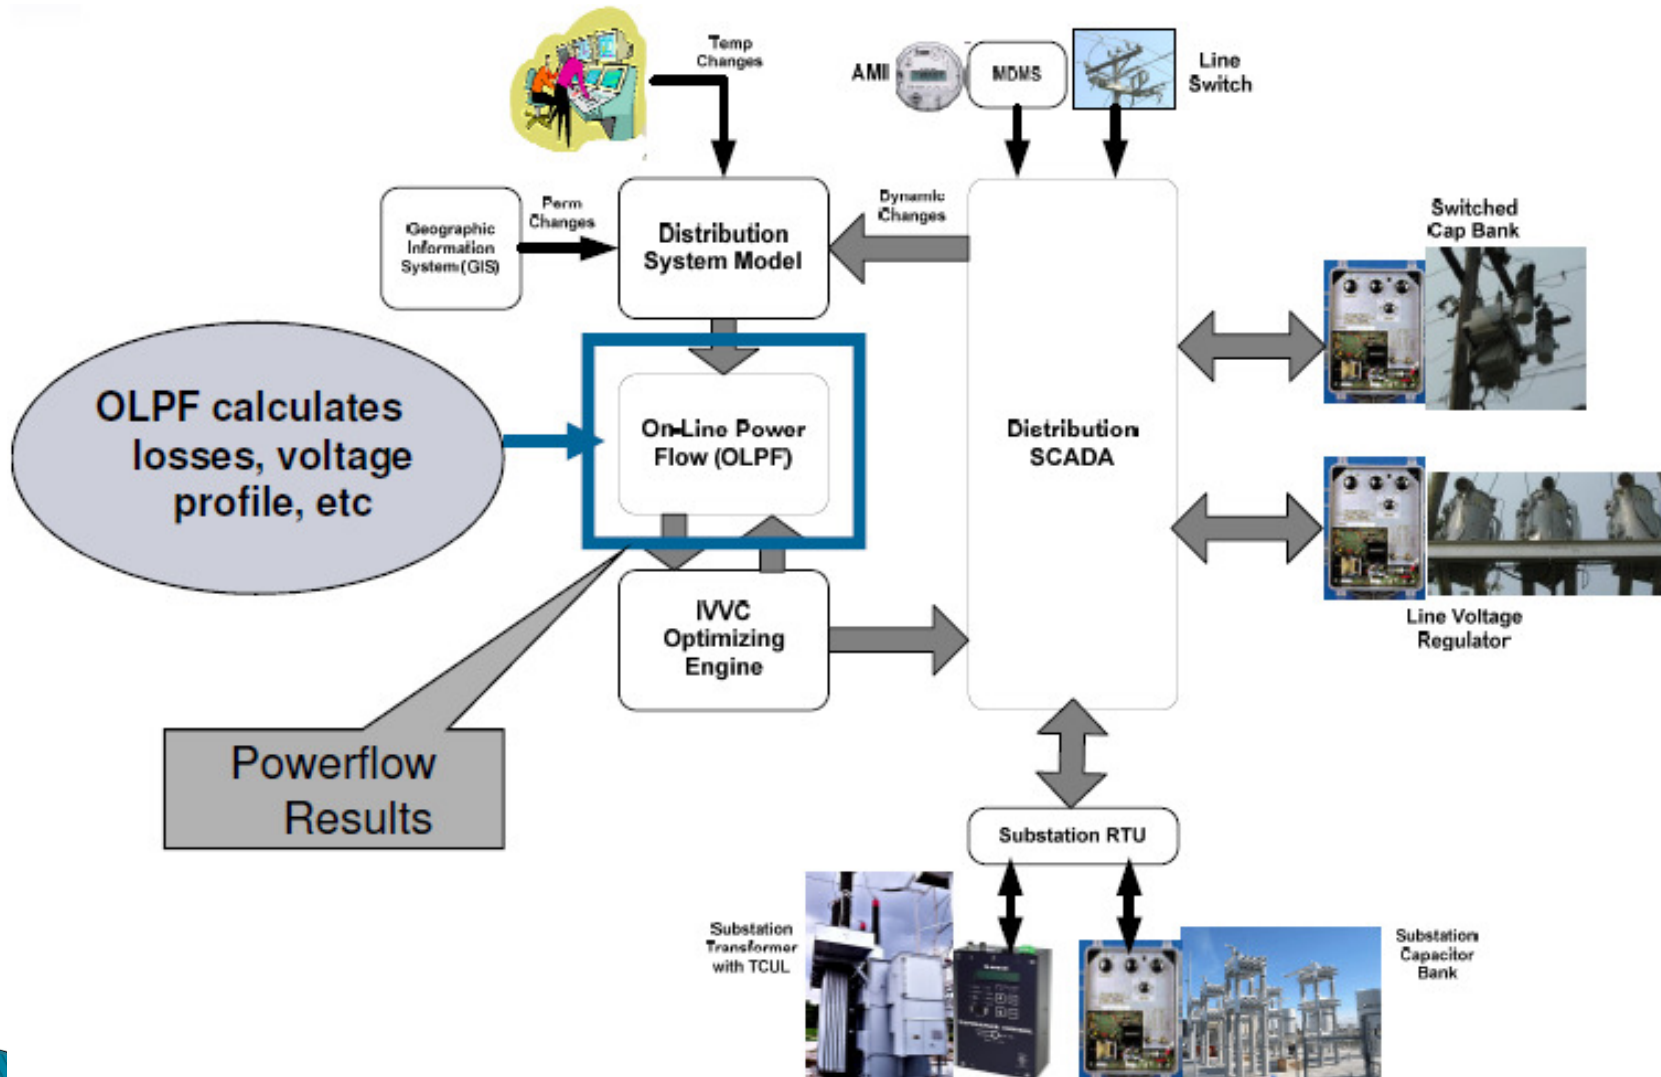 Temp
Changes
AMI
MDMS
Line
Switch
Geographic
Information
System (GIS)
Perm
Changes
Distribution
System Model
Dynamic
Changes
Switched
Cap Bank
OLPF calculates
losses, voltage
profile, etc
On-Line Power
Flow (OLPF)
Distribution
SCADA
IVVC
Optimizing
Engine
Line Voltage
Regulator
Powerflow
Results
Substation RTU
Substation
Transformer
with TCUL
Substation
Capacitor
Bank